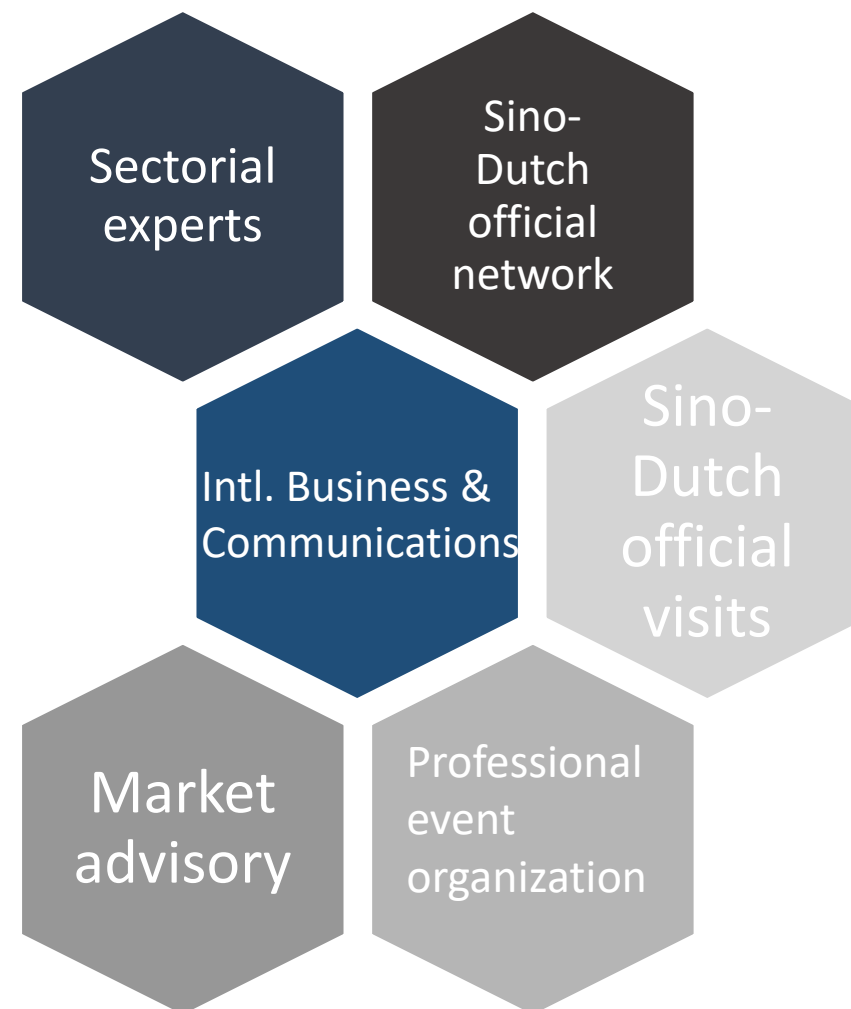 Sectorial
experts
Sino-
Dutch
official
network
Intl. Business &
Communications
Sino-
Dutch
official
visits
Market
advisory
Professional
event
organization